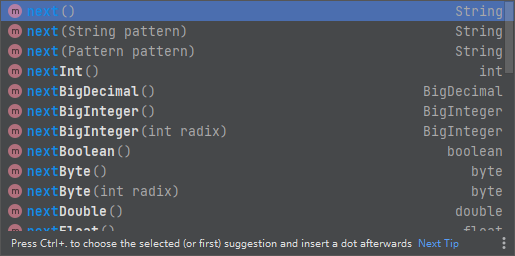 next() String
next(String pattern) String
next(Pattern pattern) String
nextInt() int
nextBigDecimal() BigDecimal
nextBigInteger() BigInteger
nextBigInteger(int radix) BigInteger
nextBoolean() boolean
nextByte() byte
nextByte(int radix) byte
nextDouble() double
nextFloat() float
Press Ctrl+. to choose the selected (or first) suggestion and insert a dot afterwards Next Tip